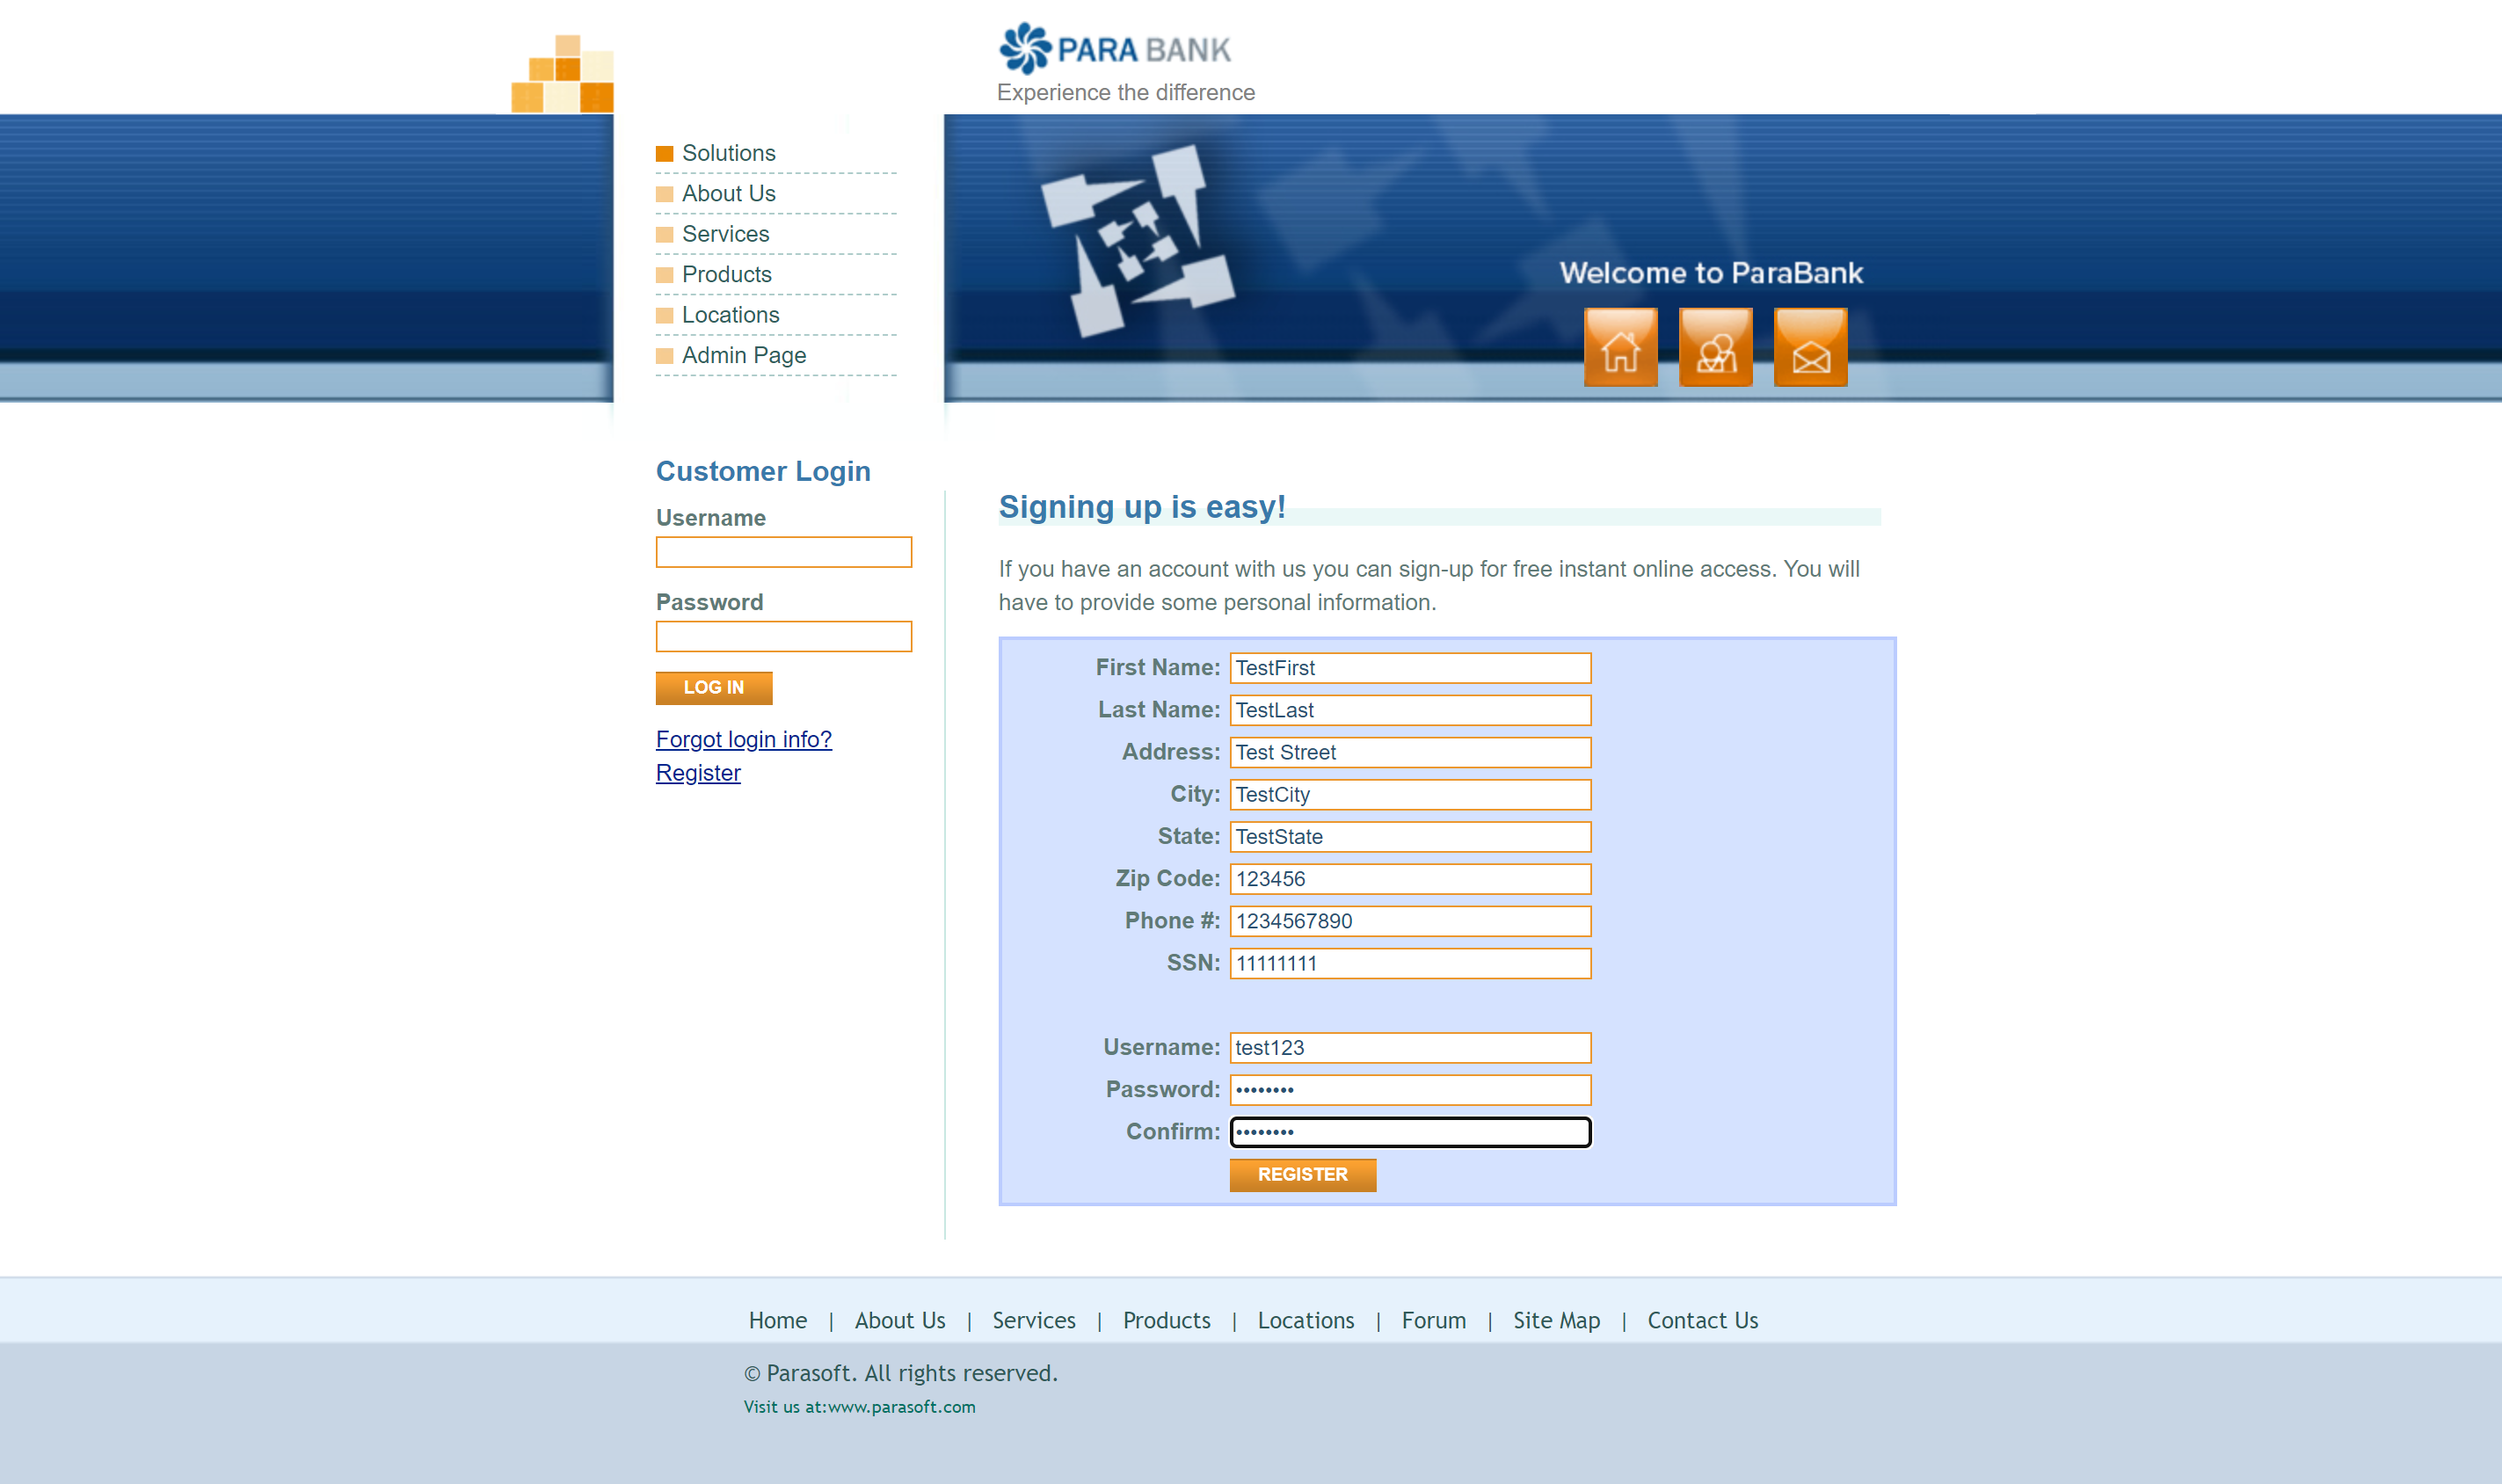 PARA BANK
Experience the difference
Solutions
About Us
Services
Products
Locations
Admin Page
Welcome to ParaBank
Customer Login
Username
Password
LOG IN
Forgot login info?
Register
Signing up is easy!
If you have an account with us you can sign-up for free instant online access. You will
have to provide some personal information.
First Name: TestFirst
Last Name: TestLast
Address: Test Street
City: TestCity
State: TestState
Zip Code: 123456
Phone #: 1234567890
SSN: 11111111
Username: test123
Password: ••••••••
Confirm: ••••••••
REGISTER
Home | About Us | Services | Products | Locations | Forum | Site Map | Contact Us
© Parasoft. All rights reserved.
Visit us at:www.parasoft.com